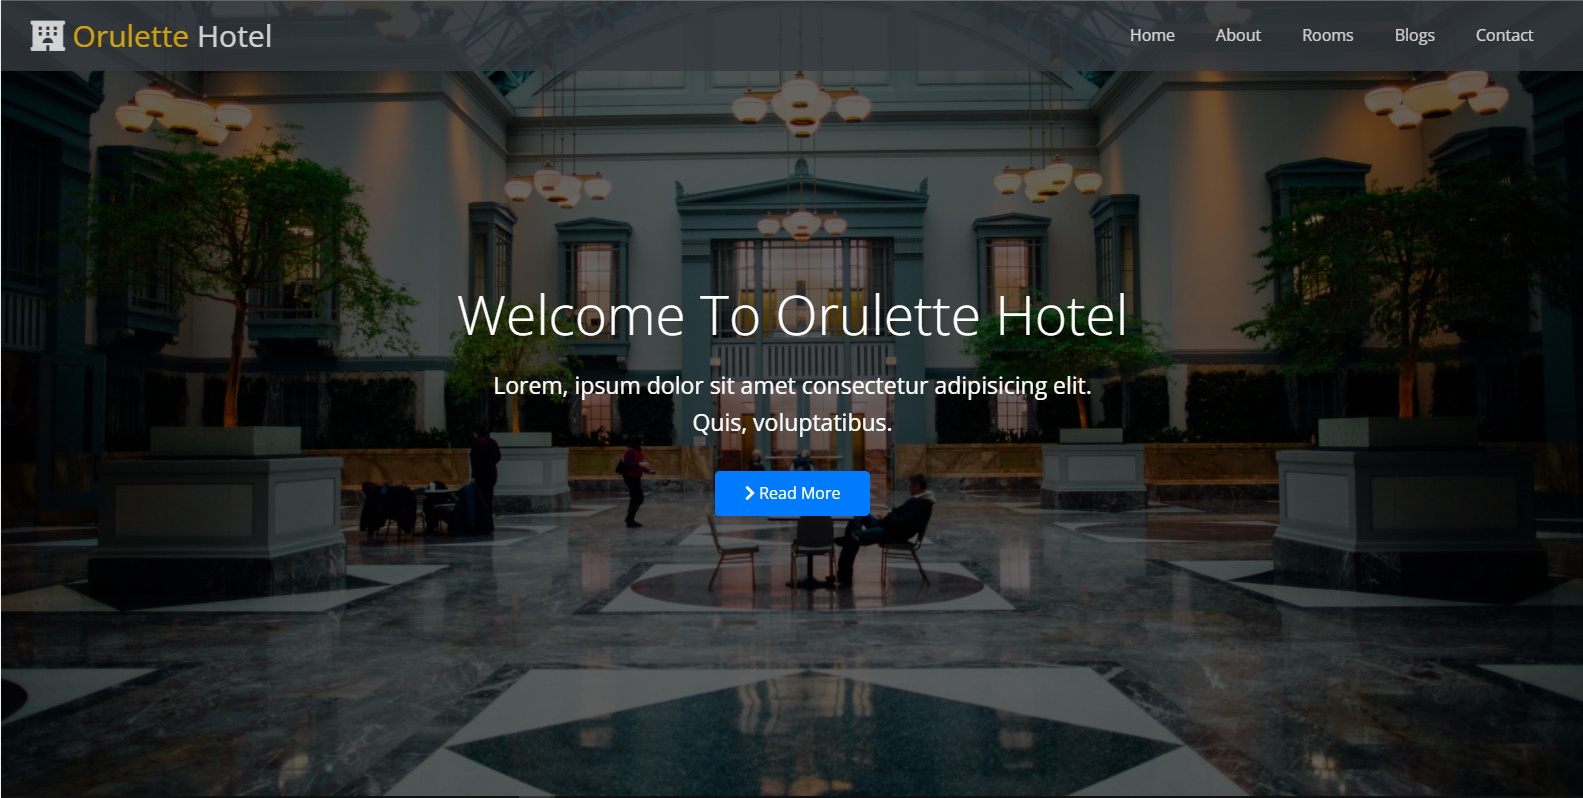 Orulette Hotel
Home About Rooms Blogs Contact
Welcome To Orulette Hotel
Lorem, ipsum dolor sit amet consectetur adipisicing elit.
Quis, voluptatibus.
Read More